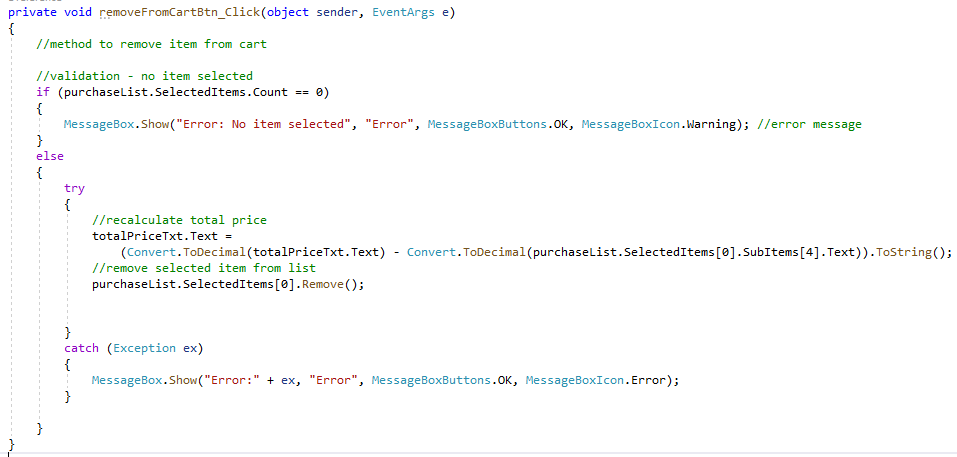 private void removeFromCartBtn_Click(object sender, EventArgs e)
{
//method to remove item from cart
//validation - no item selected
if (purchaseList.SelectedItems.Count == 0)
{
MessageBox.Show("Error: No item selected", "Error", MessageBoxButtons.OK, MessageBoxIcon.Warning); //error message
}
else
{
try
{
//recalculate total price
totalPriceTxt.Text =
(Convert.ToDecimal(totalPriceTxt.Text) - Convert.ToDecimal(purchaseList.SelectedItems[0].SubItems[4].Text)).ToString();
//remove selected item from list
purchaseList.SelectedItems[0].Remove();
}
catch (Exception ex)
{
MessageBox.Show("Error:" + ex, "Error", MessageBoxButtons.OK, MessageBoxIcon.Error);
}
}
}